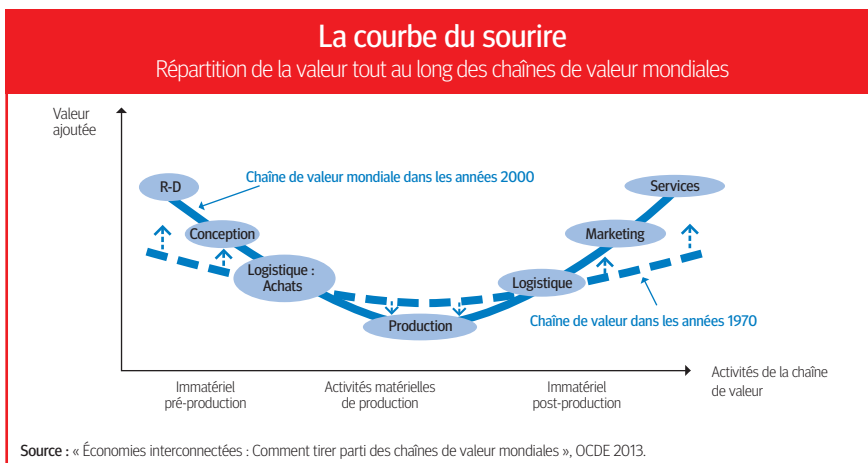 La courbe du sourire
Répartition de la valeur tout au long des chaînes de valeur mondiales
Valeur
ajoutée
Chaîne de valeur mondiale dans les années 2000
R-D
Services
Conception
Marketing
Logistique :
Achats
Logistique
Production
Chaîne de valeur dans les années 1970
Immatériel
pré-production
Activités matérielles
de production
Immatériel
post-production
Activités de la chaîne
de valeur
Source : « Économies interconnectées : Comment tirer parti des chaînes de valeur mondiales », OCDE 2013.